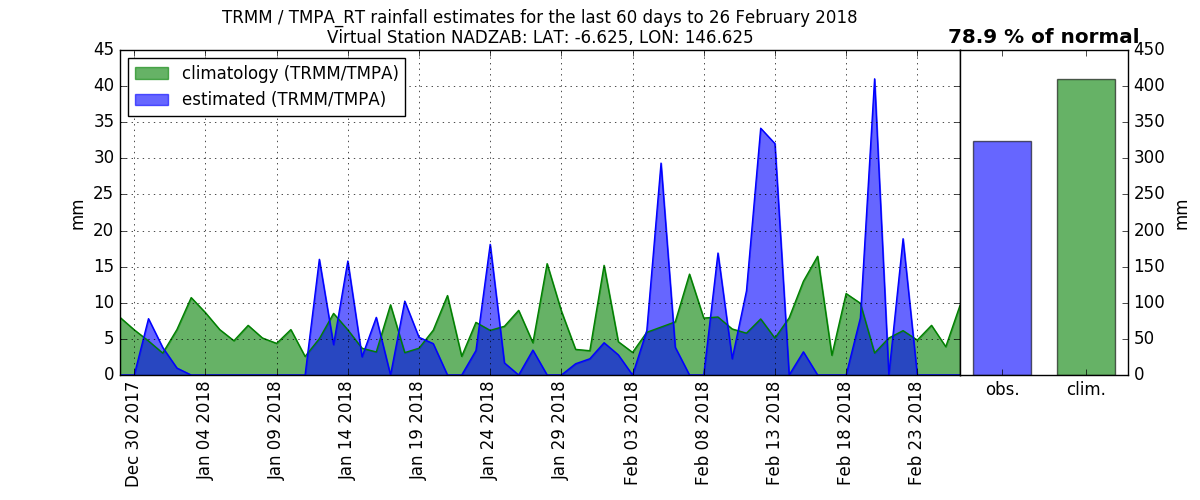 TRMM / TMPA_RT rainfall estimates for the last 60 days to 26 February 2018
Virtual Station NADZAB: LAT: -6.625, LON: 146.625
78.9 % of normal
climatology (TRMM/TMPA)
estimated (TRMM/TMPA)
45
40
35
30
25
20
15
10
5
0
mm
Dec 30 2017
Jan 04 2018
Jan 09 2018
Jan 14 2018
Jan 19 2018
Jan 24 2018
Jan 29 2018
Feb 03 2018
Feb 08 2018
Feb 13 2018
Feb 18 2018
Feb 23 2018
450
400
350
300
250
200
150
100
50
0
mm
obs.
clim.